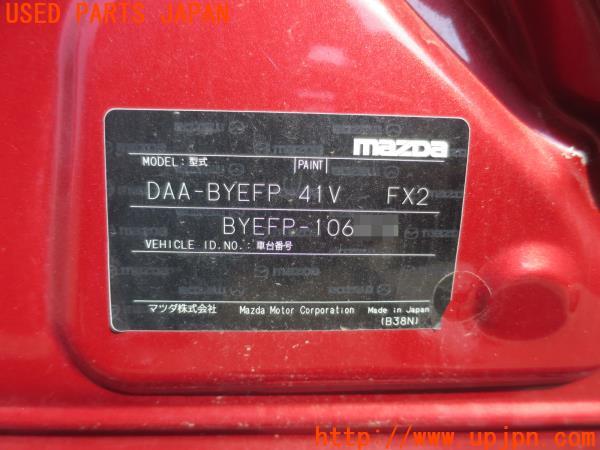 USED PARTS JAPAN
mazda
MODEL: 型式 PAINT
DAA-BYEFP 41V FX2
BYEFP-106
VEHICLE ID.NO.: 車台番号
マツダ株式会社 Mazda Motor Corporation Made in Japan
(B38N)
http://www.upjpn.com